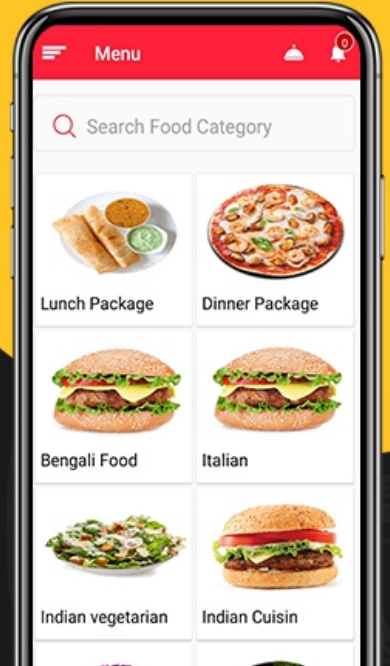 Menu
0
Search Food Category
Lunch Package
Dinner Package
Bengali Food
Italian
Indian vegetarian
Indian Cuisin